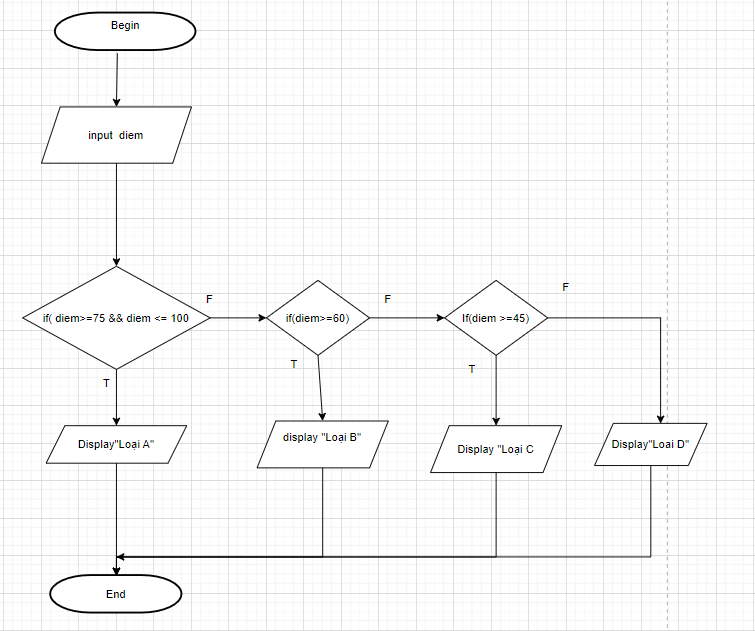 Begin
input diem
if( diem>=75 && diem <= 100
F
if(diem>=60)
F
If(diem >=45)
F
T
T
T
Display"Loại A"
display "Loại B"
Display "Loại C
Display"Loai D"
End